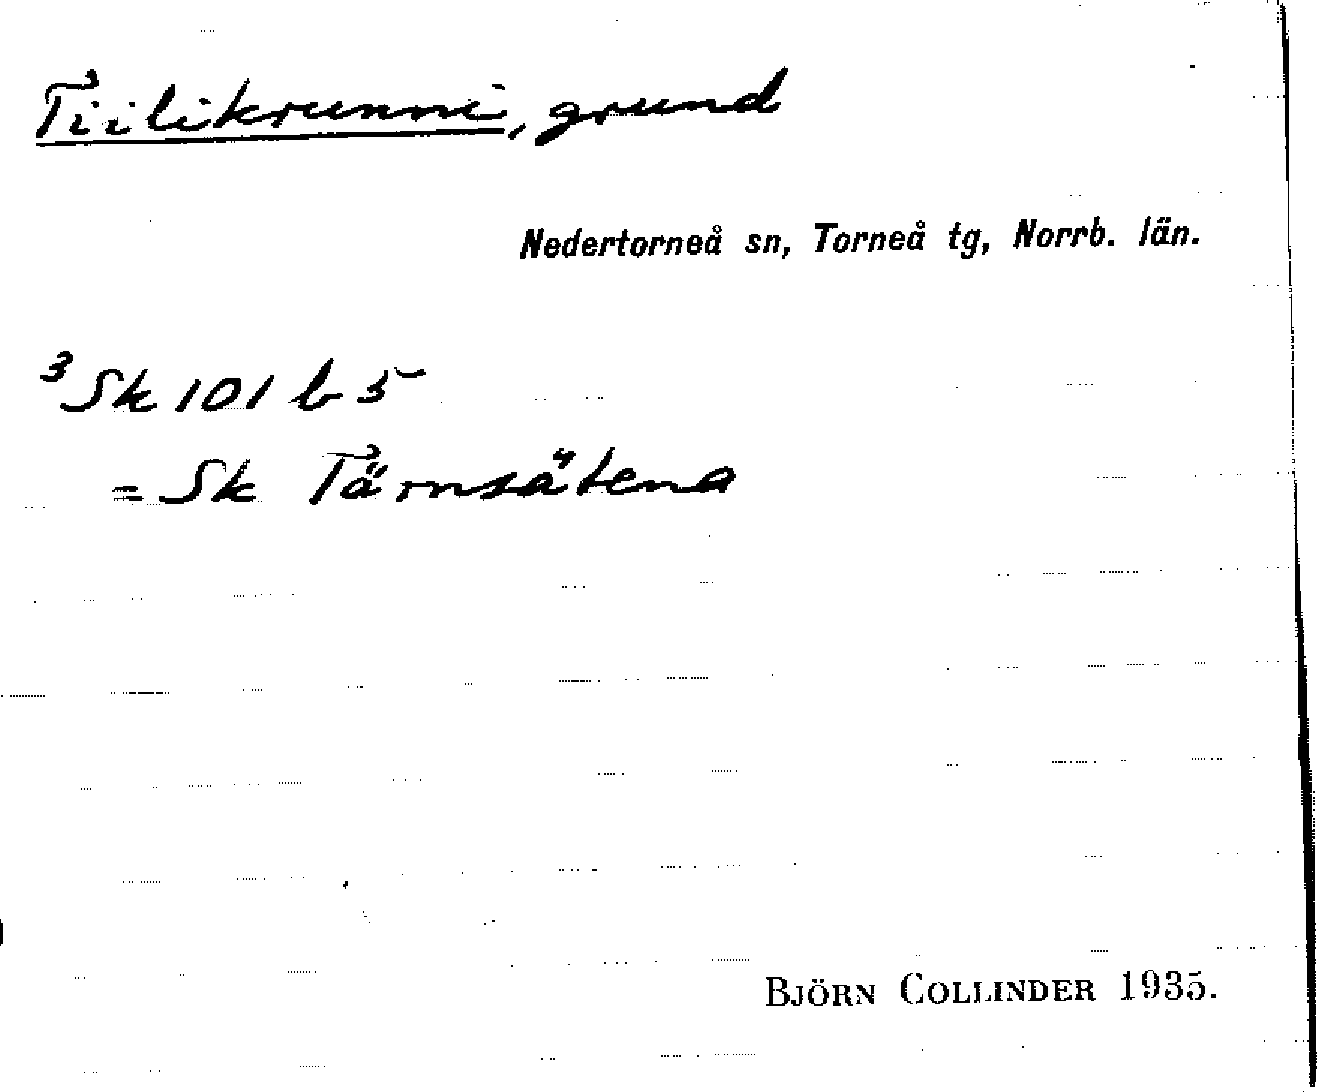 Tiilikrunni, grund
Nedertorneå sn, Torneå tg, Norrb. län.
³Sk 101 b 5
= Sk Tärnsätena
BJÖRN COLLINDER 1935.